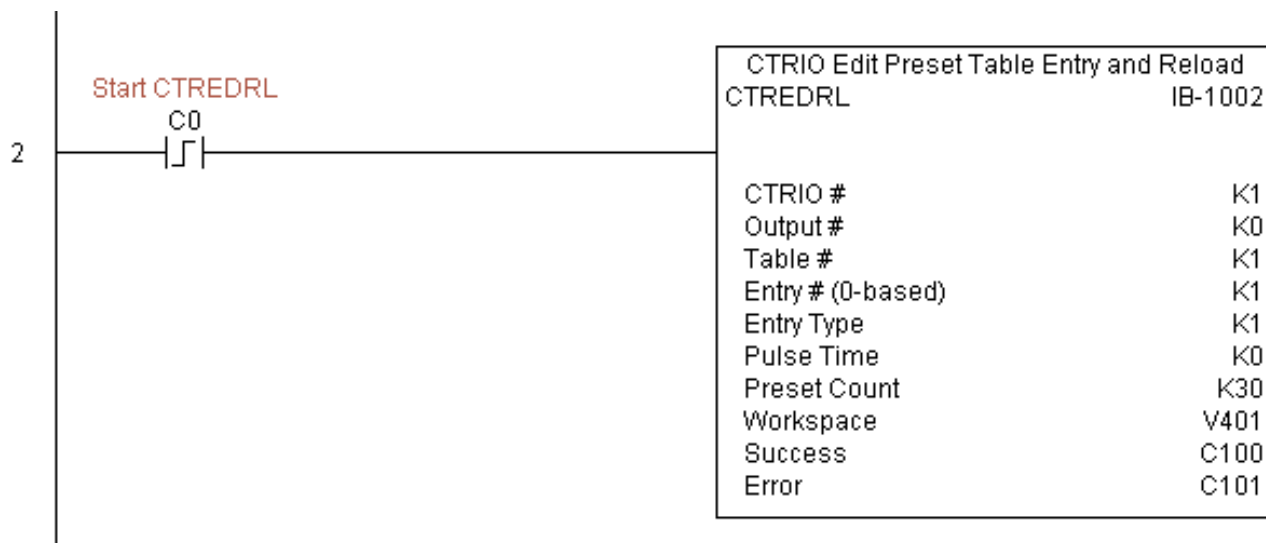 Start CTREDRL
C0
2
CTRIO Edit Preset Table Entry and Reload
CTREDRL IB-1002
CTRIO # K1
Output # K0
Table # K1
Entry # (0-based) K1
Entry Type K1
Pulse Time K0
Preset Count K30
Workspace V401
Success C100
Error C101